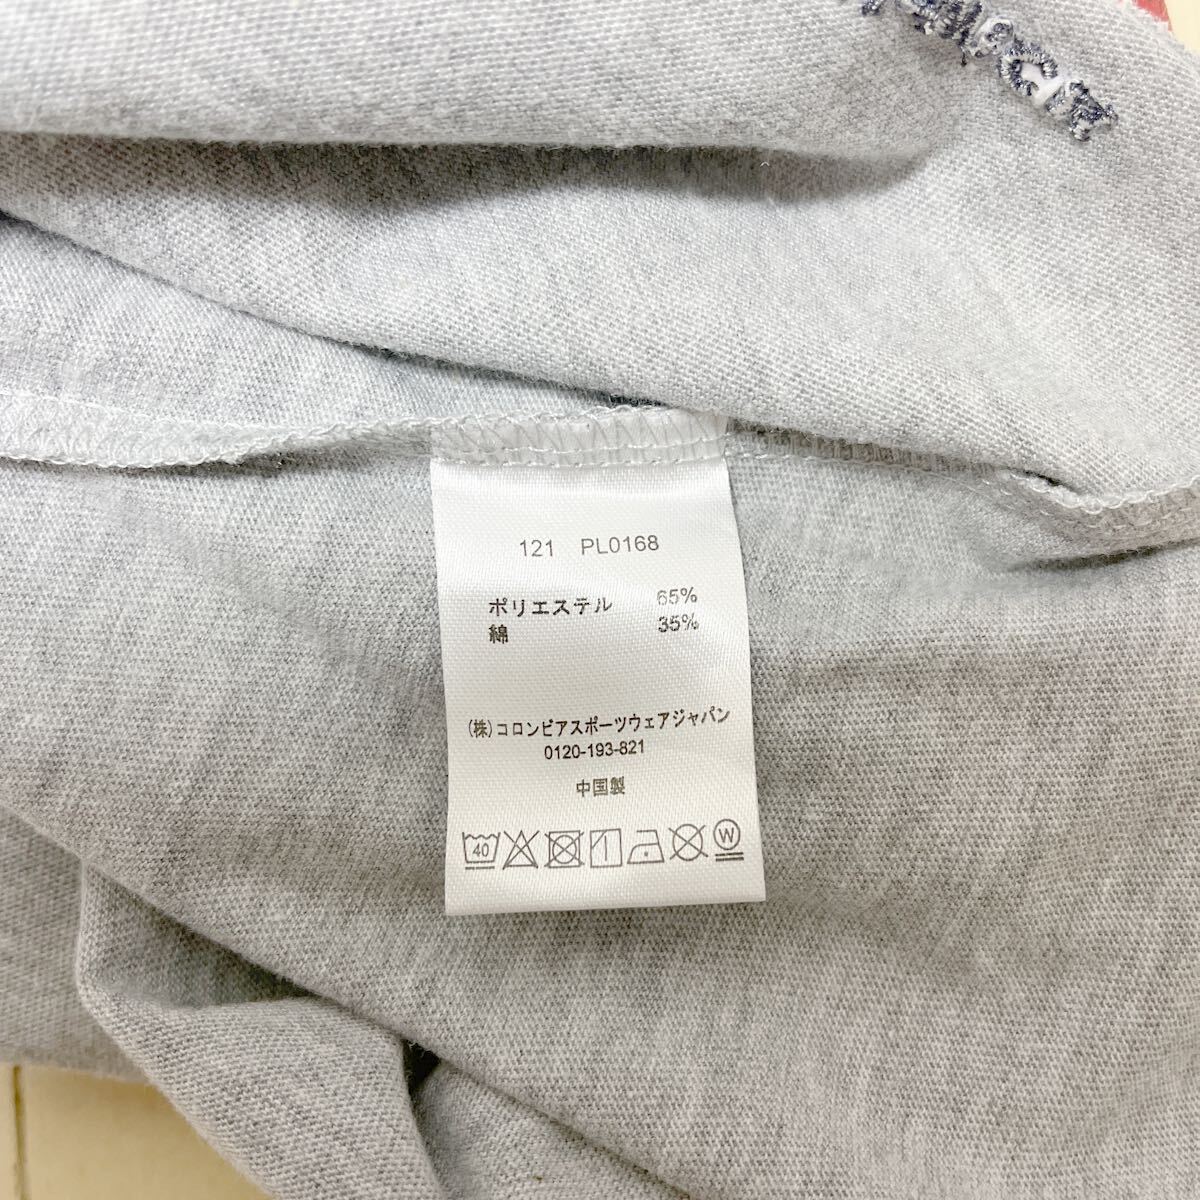 121 PL0168
ポリエステル 65%
綿 35%
(株)コロンビアスポーツウェアジャパン
0120-193-821
中国製
40
W